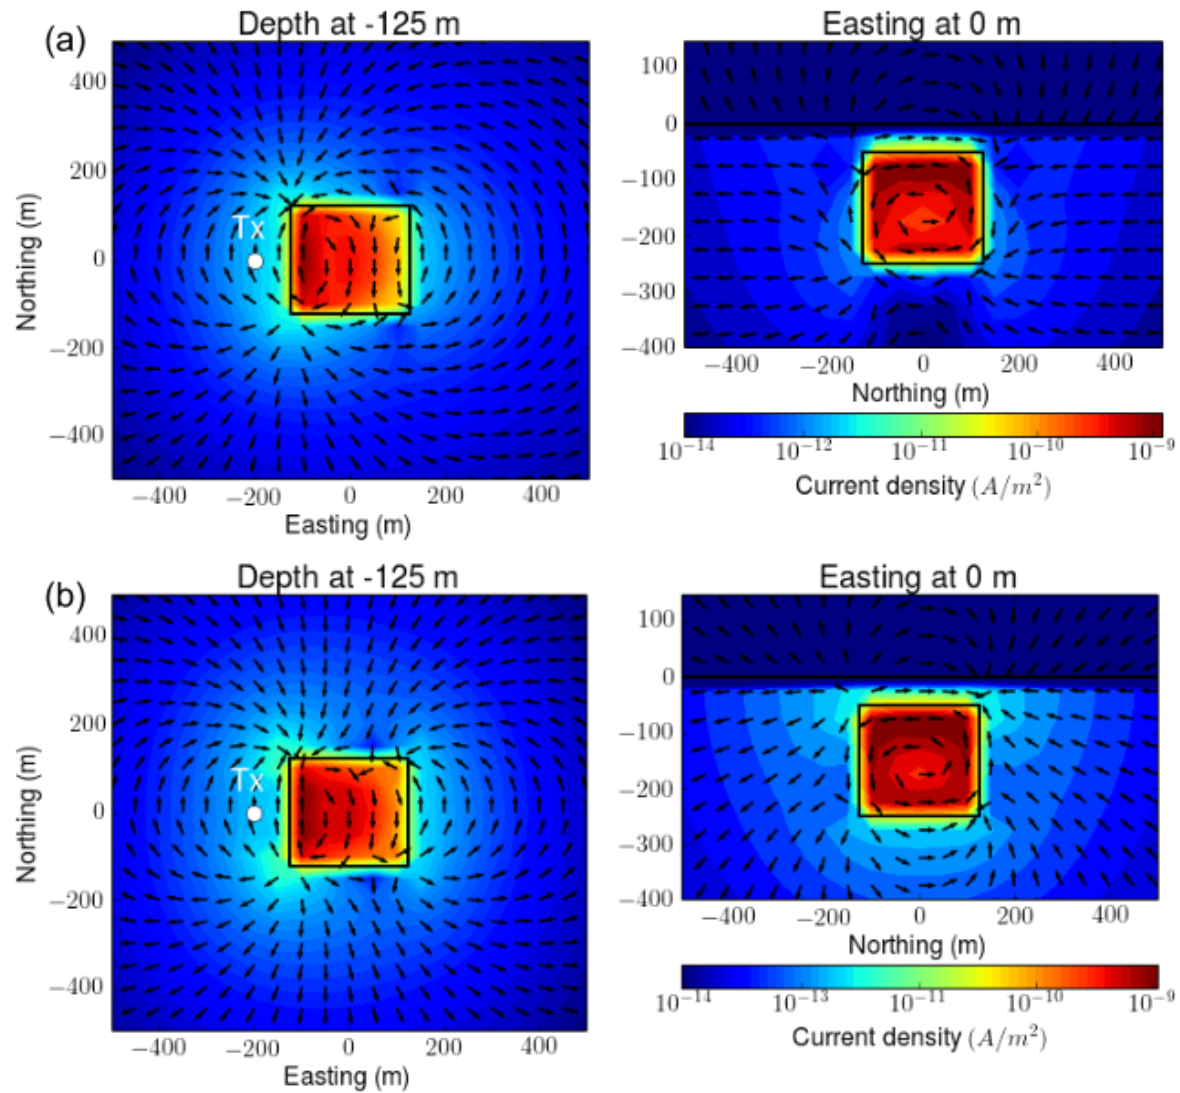 (a)
Depth at -125 m
Easting at 0 m
400
200
0
−200
−400
Northing (m)
Tx
−400 −200 0 200 400
Easting (m)
100
0
−100
−200
−300
−400
−400 −200 0 200 400
Northing (m)
10^−14 10^−12 10^−11 10^−10 10^−9
Current density (A/m^2)
(b)
Depth at -125 m
Easting at 0 m
400
200
0
−200
−400
Northing (m)
Tx
−400 −200 0 200 400
Easting (m)
100
0
−100
−200
−300
−400
−400 −200 0 200 400
Northing (m)
10^−14 10^−13 10^−11 10^−10 10^−9
Current density (A/m^2)